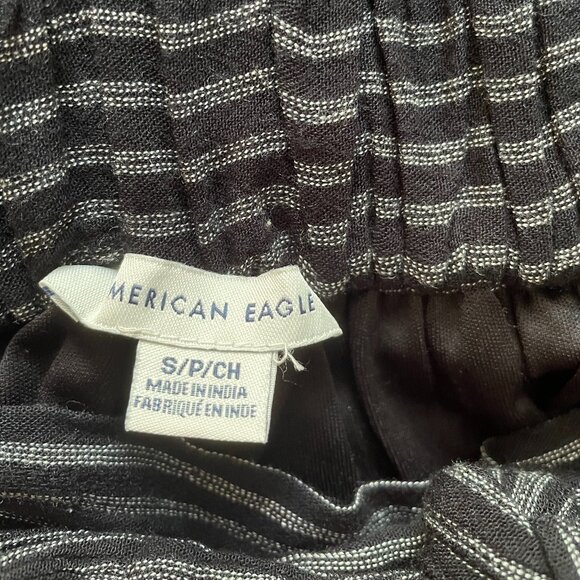 MERICAN EAGLE
S/P/CH
MADE IN INDIA
FABRIQUÉ EN INDE